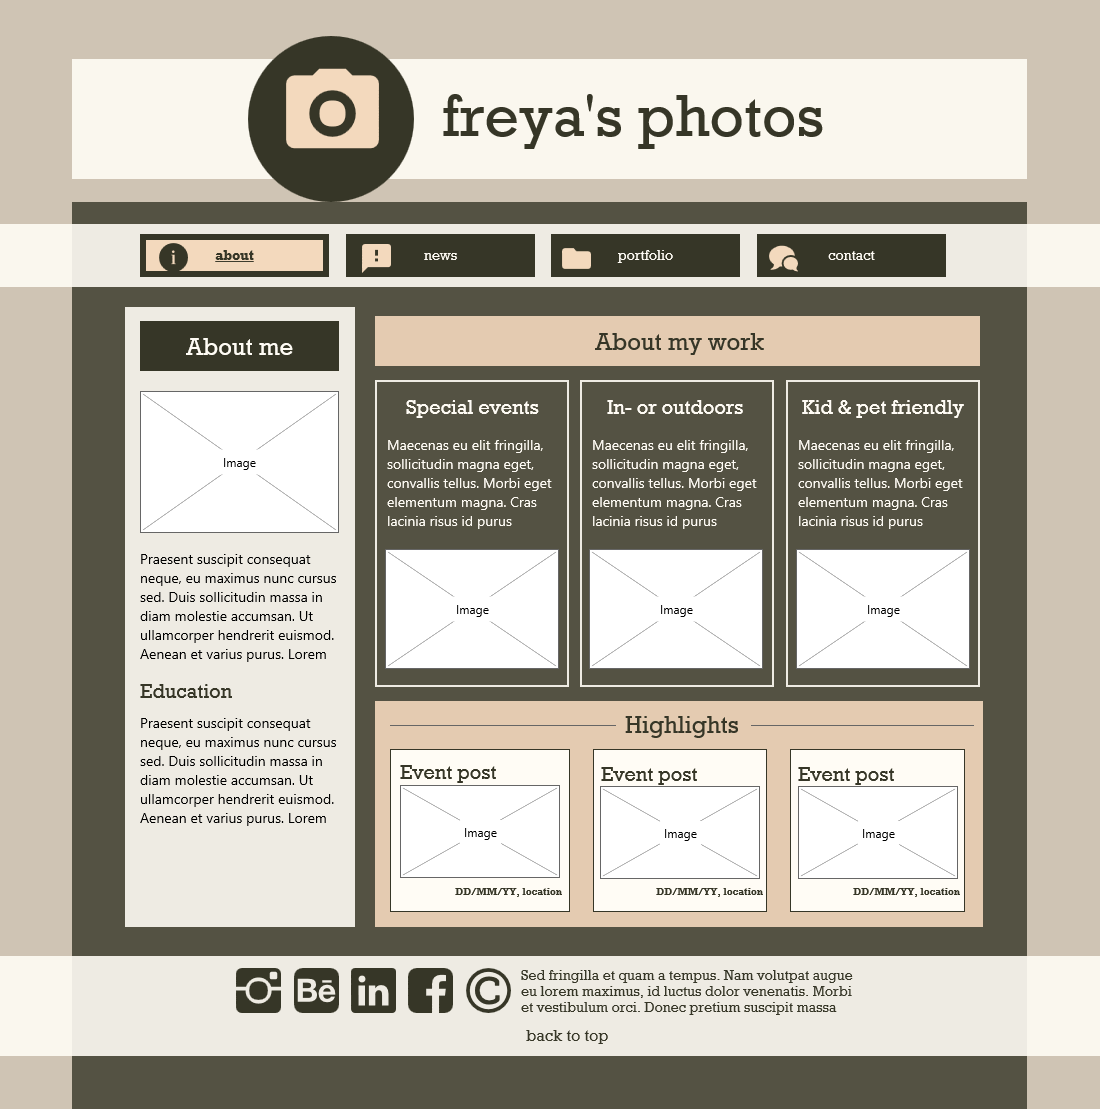 freya's photos
about
news
portfolio
contact
About me
Image
Praesent suscipit consequat
neque, eu maximus nunc cursus
sed. Duis sollicitudin massa in
diam molestie accumsan. Ut
ullamcorper hendrerit euismod.
Aenean et varius purus. Lorem
Education
Praesent suscipit consequat
neque, eu maximus nunc cursus
sed. Duis sollicitudin massa in
diam molestie accumsan. Ut
ullamcorper hendrerit euismod.
Aenean et varius purus. Lorem
About my work
Special events
Maecenas eu elit fringilla,
sollicitudin magna eget,
convallis tellus. Morbi eget
elementum magna. Cras
lacinia risus id purus
Image
In- or outdoors
Maecenas eu elit fringilla,
sollicitudin magna eget,
convallis tellus. Morbi eget
elementum magna. Cras
lacinia risus id purus
Image
Kid & pet friendly
Maecenas eu elit fringilla,
sollicitudin magna eget,
convallis tellus. Morbi eget
elementum magna. Cras
lacinia risus id purus
Image
Highlights
Event post
Image
DD/MM/YY, location
Event post
Image
DD/MM/YY, location
Event post
Image
DD/MM/YY, location
Bē
in
f
©
Sed fringilla et quam a tempus. Nam volutpat augue
eu lorem maximus, id luctus dolor venenatis. Morbi
et vestibulum orci. Donec pretium suscipit massa
back to top